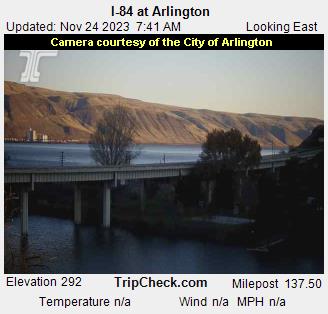 I-84 at Arlington
Updated: Nov 24 2023 7:41 AM Looking East
Camera courtesy of the City of Arlington
Elevation 292 TripCheck.com Milepost 137.50
Temperature n/a Wind n/a MPH n/a